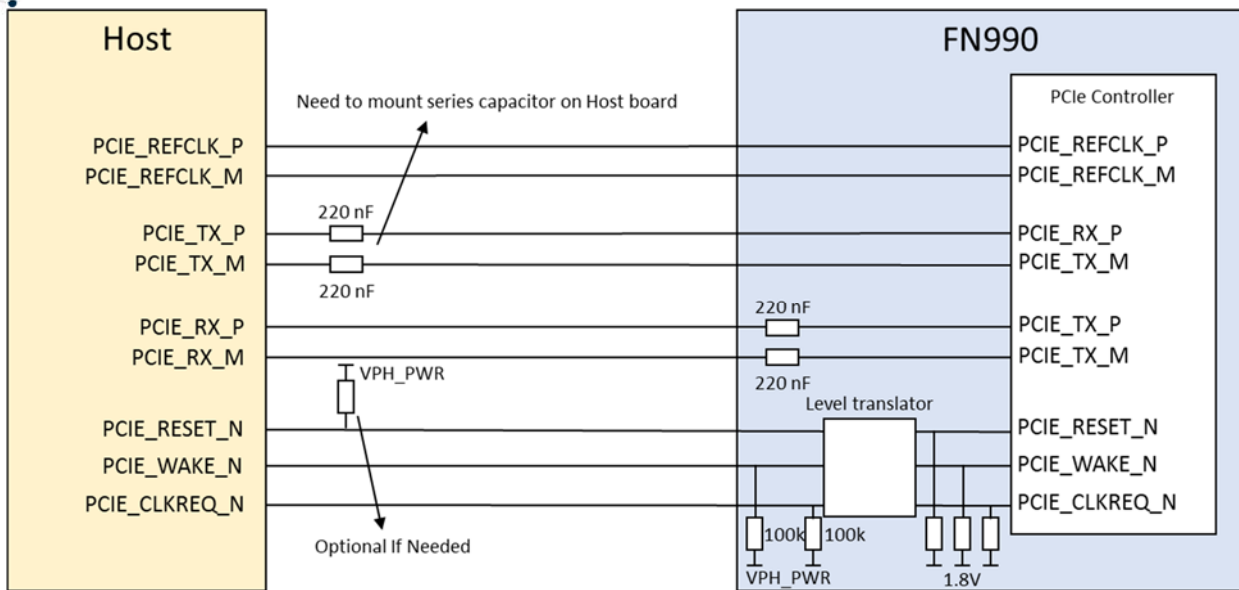 Host
FN990
PCIe Controller
Need to mount series capacitor on Host board
PCIE_REFCLK_P
PCIE_REFCLK_P
PCIE_REFCLK_M
PCIE_REFCLK_M
220 nF
PCIE_TX_P
PCIE_RX_P
PCIE_TX_M
PCIE_TX_M
220 nF
220 nF
PCIE_RX_P
PCIE_TX_P
PCIE_RX_M
PCIE_TX_M
VPH_PWR
220 nF
Level translator
PCIE_RESET_N
PCIE_RESET_N
PCIE_WAKE_N
PCIE_WAKE_N
PCIE_CLKREQ_N
PCIE_CLKREQ_N
100k
100k
Optional If Needed
VPH_PWR
1.8V